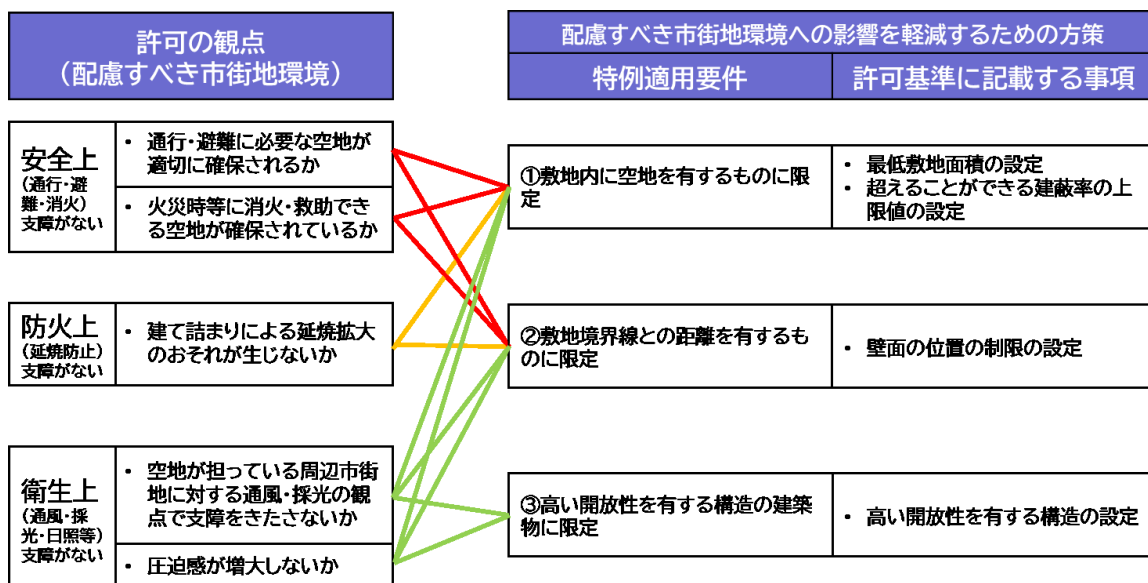 許可の観点
（配慮すべき市街地環境）
配慮すべき市街地環境への影響を軽減するための方策
特例適用要件
許可基準に記載する事項
安全上
(通行・避
難・消火)
支障がない
・ 通行・避難に必要な空地が
適切に確保されるか
・ 火災時等に消火・救助でき
る空地が確保されているか
①敷地内に空地を有するものに限
定
・ 最低敷地面積の設定
・ 超えることができる建蔽率の上
限値の設定
防火上
(延焼防止)
支障がない
・ 建て詰まりによる延焼拡大
のおそれが生じないか
②敷地境界線との距離を有するも
のに限定
・ 壁面の位置の制限の設定
衛生上
(通風・採
光・日照等)
支障がない
・ 空地が担っている周辺市街
地に対する通風・採光の観
点で支障をきたさないか
・ 圧迫感が増大しないか
③高い開放性を有する構造の建築
物に限定
・ 高い開放性を有する構造の設定